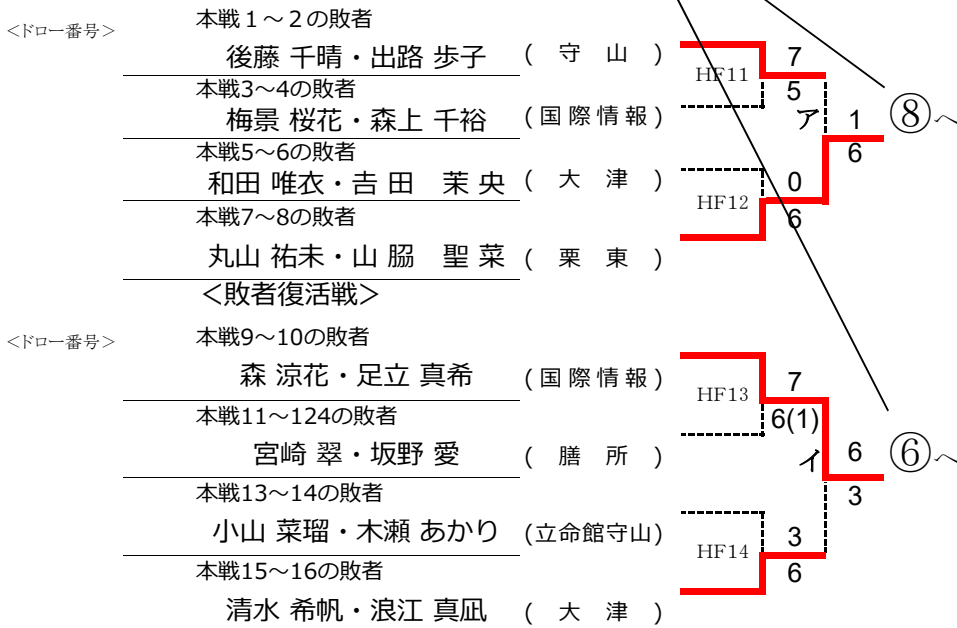 本戦1～2の敗者
<ドロー番号>
後藤 千晴・出路 歩子 ( 守 山 )
HF11
7
5
本戦3～4の敗者
梅景 桜花・森上 千裕 (国際情報)
ア
1
6
⑧へ
本戦5～6の敗者
和田 唯衣・吉田 茉央 ( 大 津 )
HF12
0
6
本戦7～8の敗者
丸山 祐未・山脇 聖菜 ( 栗 東 )
＜敗者復活戦＞
<ドロー番号>
本戦9～10の敗者
森 涼花・足立 真希 (国際情報)
HF13
7
6(1)
本戦11～124の敗者
宮崎 翠・坂野 愛 ( 膳 所 )
イ
6
3
⑥へ
本戦13～14の敗者
小山 菜瑠・木瀬 あかり (立命館守山)
HF14
3
6
本戦15～16の敗者
清水 希帆・浪江 真凪 ( 大 津 )